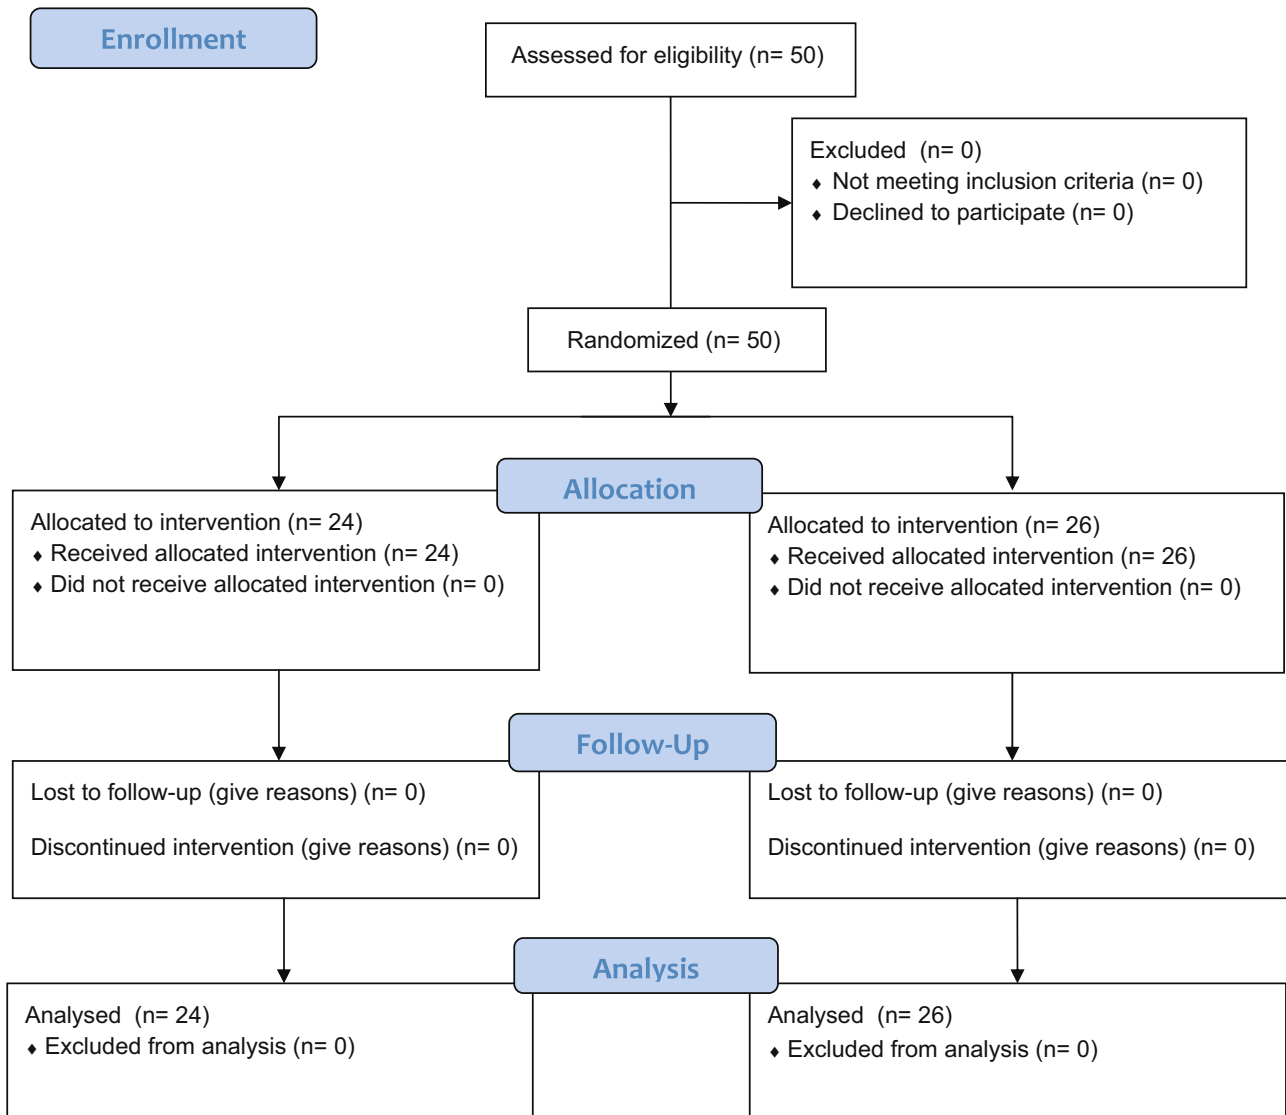 Enrollment
Assessed for eligibility (n= 50)
Excluded (n= 0)
♦ Not meeting inclusion criteria (n= 0)
♦ Declined to participate (n= 0)
Randomized (n= 50)
Allocation
Allocated to intervention (n= 24)
♦ Received allocated intervention (n= 24)
♦ Did not receive allocated intervention (n= 0)
Allocated to intervention (n= 26)
♦ Received allocated intervention (n= 26)
♦ Did not receive allocated intervention (n= 0)
Follow-Up
Lost to follow-up (give reasons) (n= 0)
Discontinued intervention (give reasons) (n= 0)
Lost to follow-up (give reasons) (n= 0)
Discontinued intervention (give reasons) (n= 0)
Analysis
Analysed (n= 24)
♦ Excluded from analysis (n= 0)
Analysed (n= 26)
♦ Excluded from analysis (n= 0)